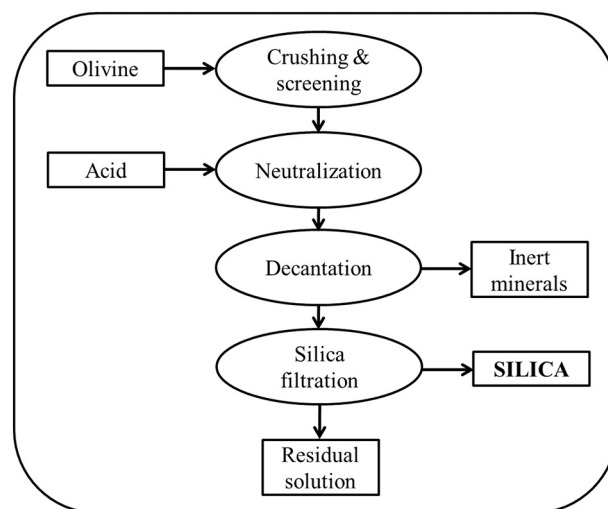 Olivine
Crushing &
screening
Acid
Neutralization
Decantation
Inert
minerals
Silica
filtration
SILICA
Residual
solution